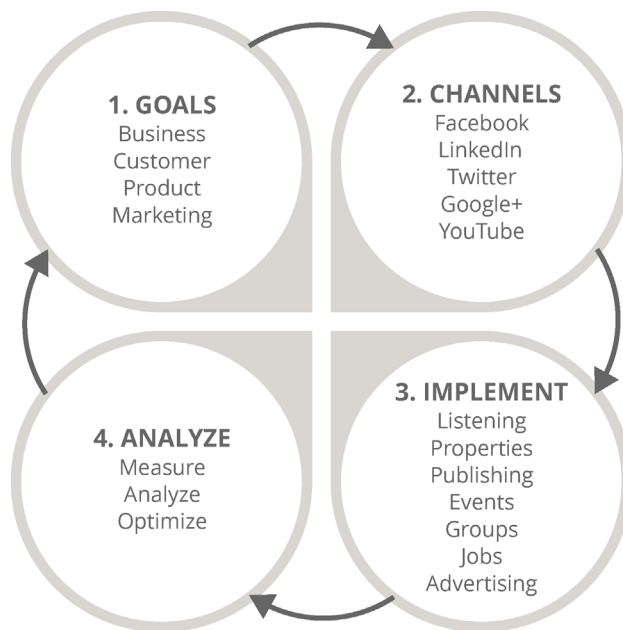 1. GOALS
Business
Customer
Product
Marketing
2. CHANNELS
Facebook
LinkedIn
Twitter
Google+
YouTube
3. IMPLEMENT
Listening
Properties
Publishing
Events
Groups
Jobs
Advertising
4. ANALYZE
Measure
Analyze
Optimize